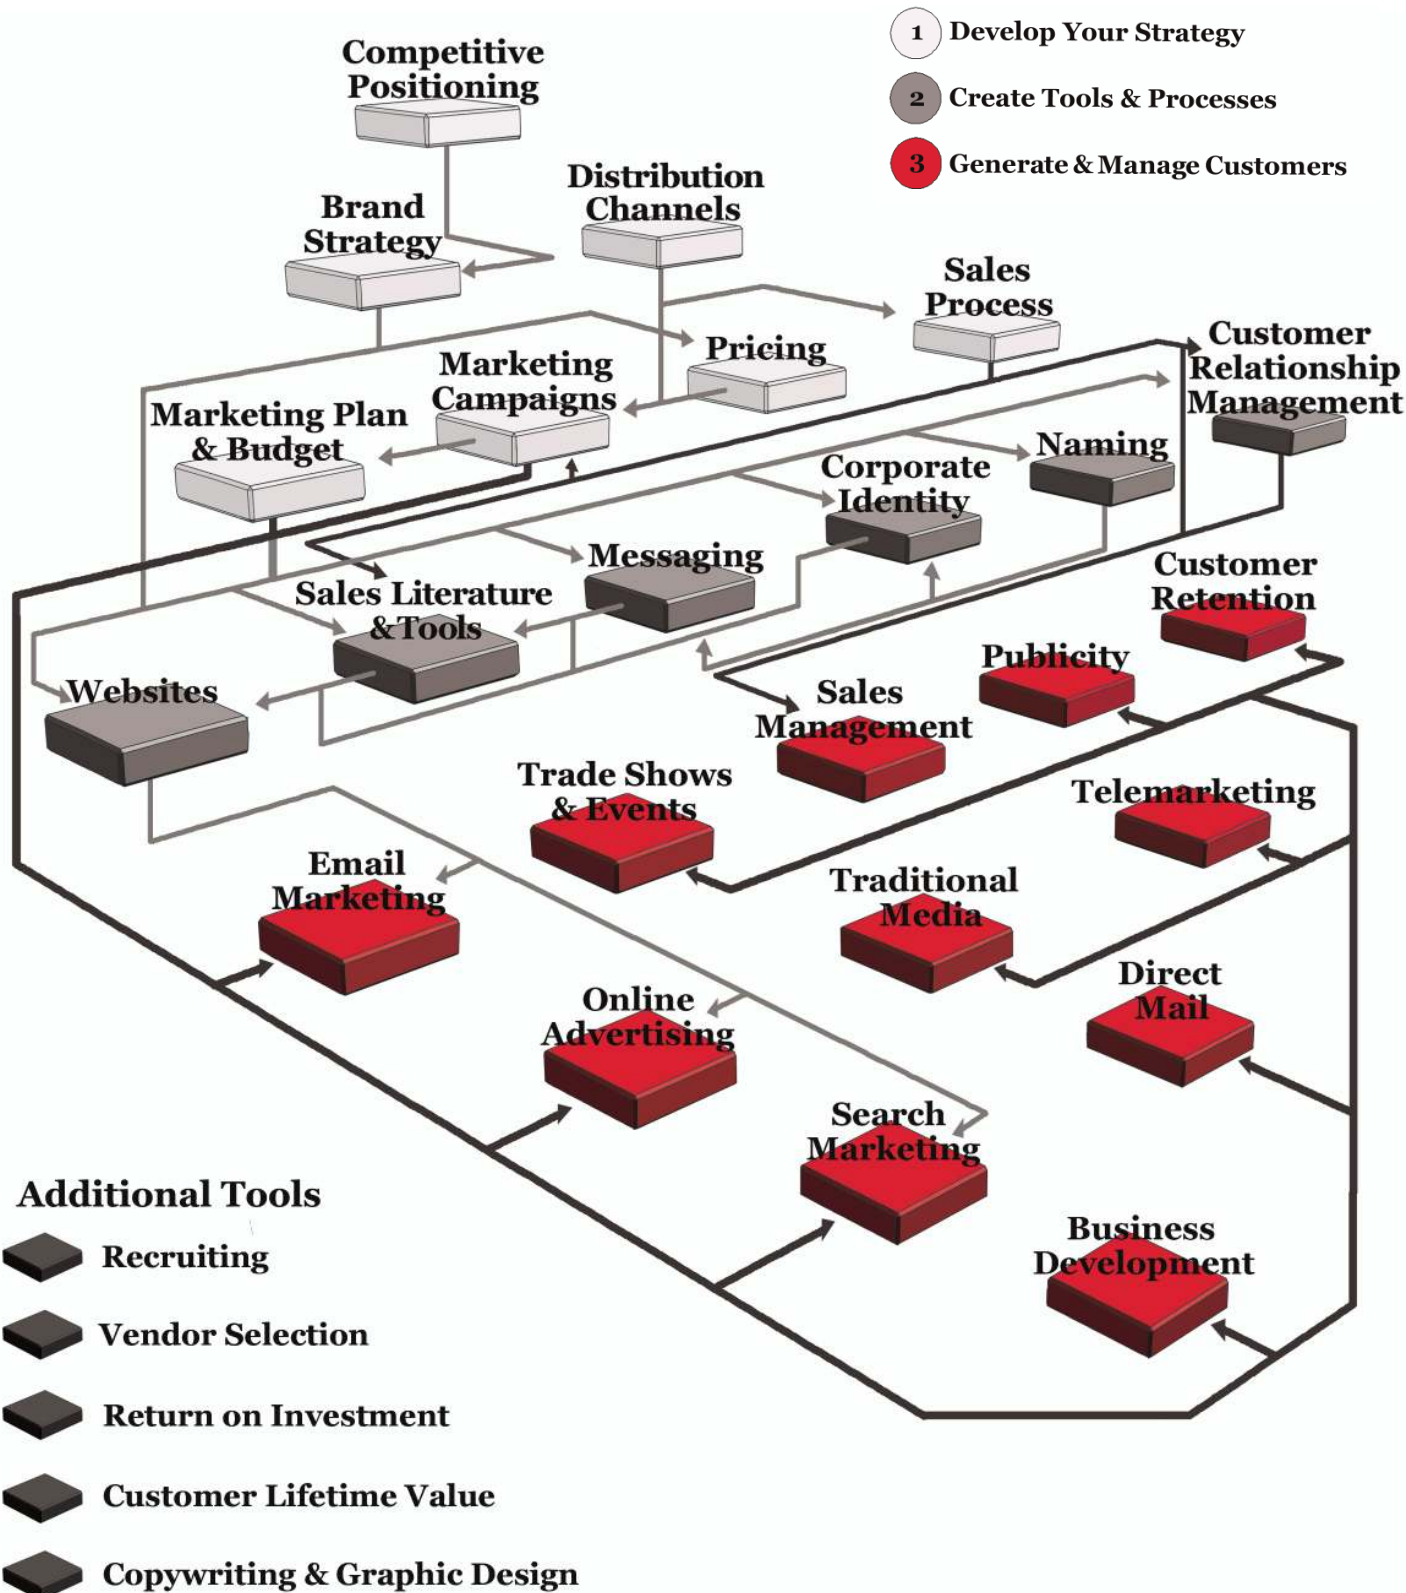 1 Develop Your Strategy
2 Create Tools & Processes
3 Generate & Manage Customers
Competitive
Positioning
Distribution
Channels
Brand
Strategy
Sales
Process
Customer
Relationship
Management
Pricing
Marketing
Campaigns
Marketing Plan
& Budget
Naming
Corporate
Identity
Messaging
Sales Literature
&Tools
Websites
Customer
Retention
Publicity
Sales
Management
Trade Shows
& Events
Telemarketing
Email
Marketing
Traditional
Media
Direct
Mail
Online
Advertising
Search
Marketing
Business
Development
Additional Tools
Recruiting
Vendor Selection
Return on Investment
Customer Lifetime Value
Copywriting & Graphic Design